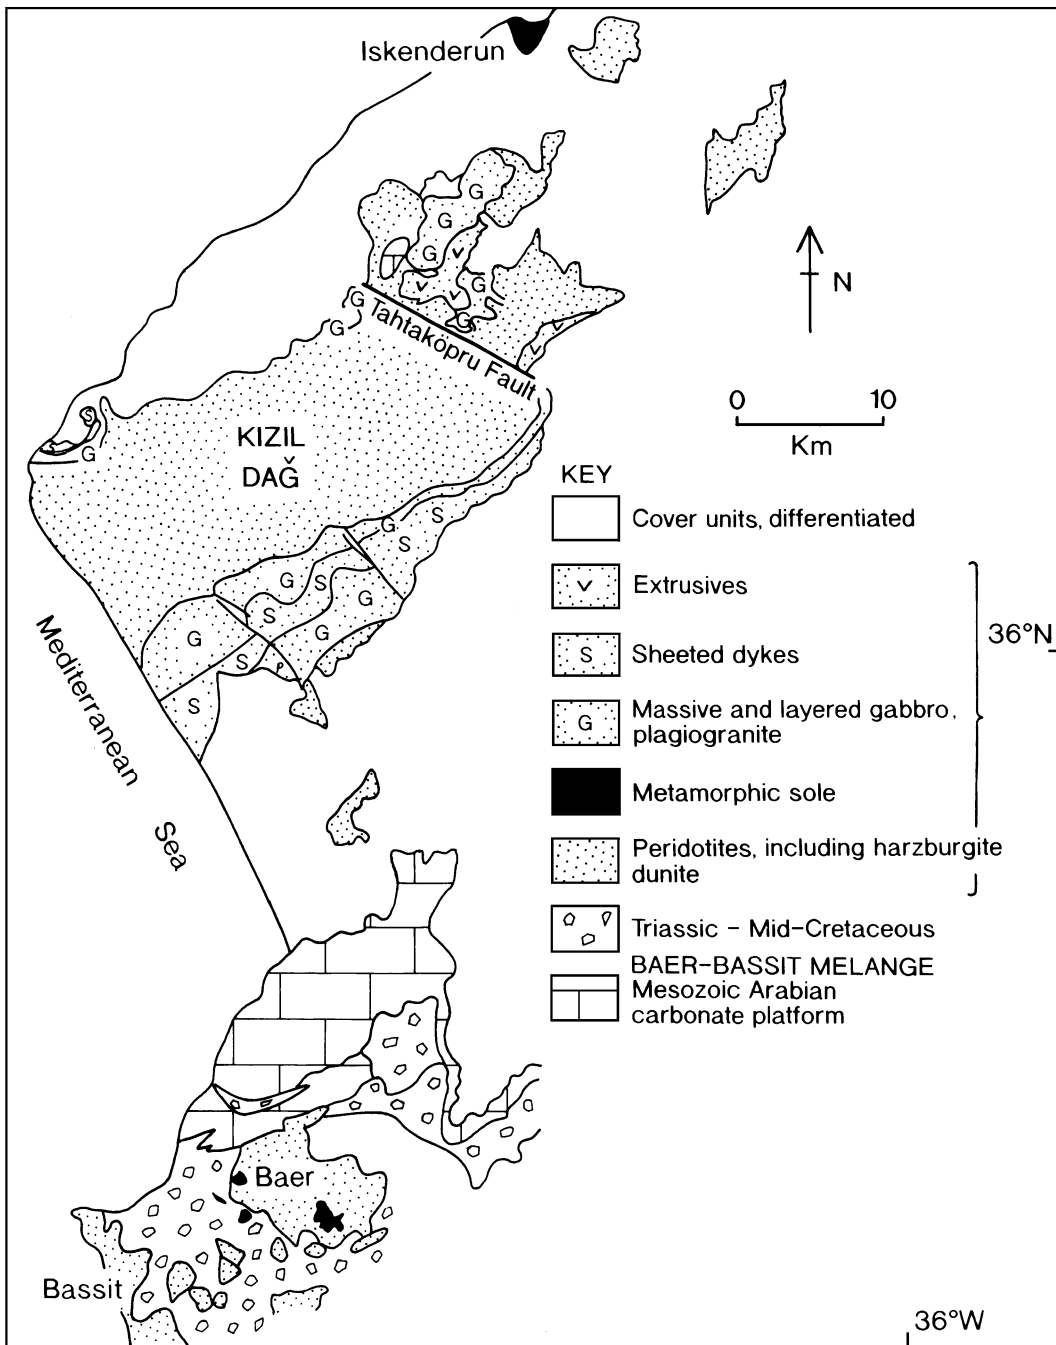 Iskenderun
G
G
G
V
V
V
G
G
V
V
G
G
Tahtaköpru Fault
N
0 10
Km
S
S
G
KIZIL
DAĞ
G
S
S
G
S
S
G
G
G
S
S
Mediterranean
Sea
KEY
Cover units, differentiated
V
Extrusives
S
Sheeted dykes
G
Massive and layered gabbro,
plagiogranite
Metamorphic sole
Peridotites, including harzburgite
dunite
Triassic - Mid-Cretaceous
BAER-BASSIT MELANGE
Mesozoic Arabian
carbonate platform
36°N
Baer
Bassit
36°W